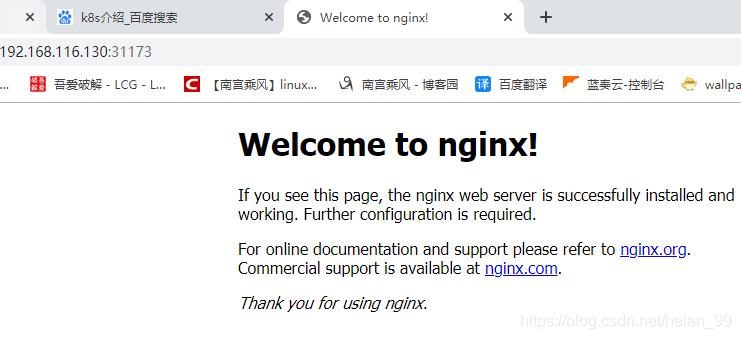 k8s介绍_百度搜索
Welcome to nginx!
192.168.116.130:31173
... 吾爱破解 - LCG - L... 【南宫乘风】linux... 南宫乘风 - 博客园 百度翻译 蓝奏云-控制台 wallpa
Welcome to nginx!
If you see this page, the nginx web server is successfully installed and
working. Further configuration is required.
For online documentation and support please refer to nginx.org.
Commercial support is available at nginx.com.
Thank you for using nginx.
https://blog.csdn.net/heian_99